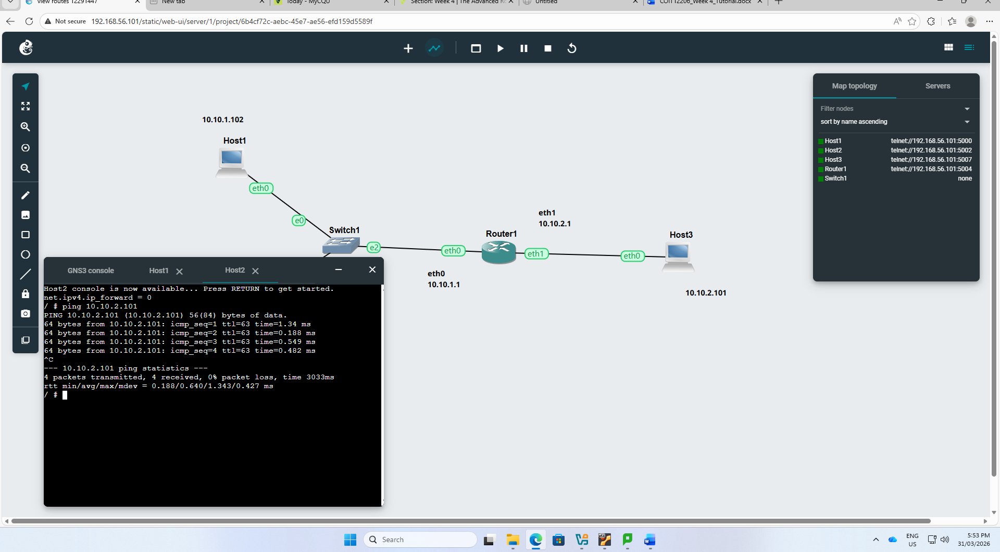 View routes 12291447
New tab
Today - MyCQU
Section: Week 4 | The Advanced Ro
Untitled
COIT12206_Week 4_Tutorial.docx
Not secure
192.168.56.101/static/web-ui/server/1/project/6b4cf72c-aebc-45e7-ae56-efd159d5589f
Map topology
Servers
Filter nodes
sort by name ascending
Host1 telnet://192.168.56.101:5000
Host2 telnet://192.168.56.101:5002
Host3 telnet://192.168.56.101:5007
Router1 telnet://192.168.56.101:5004
Switch1 none
10.10.1.102
Host1
eth0
e0
Switch1
e2
eth0
Router1
eth1
10.10.2.1
eth1
eth0
Host3
eth0
10.10.1.1
10.10.2.101
GNS3 console
Host1
Host2
Host2 console is now available... Press RETURN to get started.
net.ipv4.ip_forward = 0
/ # ping 10.10.2.101
PING 10.10.2.101 (10.10.2.101) 56(84) bytes of data.
64 bytes from 10.10.2.101: icmp_seq=1 ttl=63 time=1.34 ms
64 bytes from 10.10.2.101: icmp_seq=2 ttl=63 time=0.188 ms
64 bytes from 10.10.2.101: icmp_seq=3 ttl=63 time=0.549 ms
64 bytes from 10.10.2.101: icmp_seq=4 ttl=63 time=0.482 ms
^C
--- 10.10.2.101 ping statistics ---
4 packets transmitted, 4 received, 0% packet loss, time 3033ms
rtt min/avg/max/mdev = 0.188/0.640/1.343/0.427 ms
/ #
Search
ENG
US
5:53 PM
31/03/2026